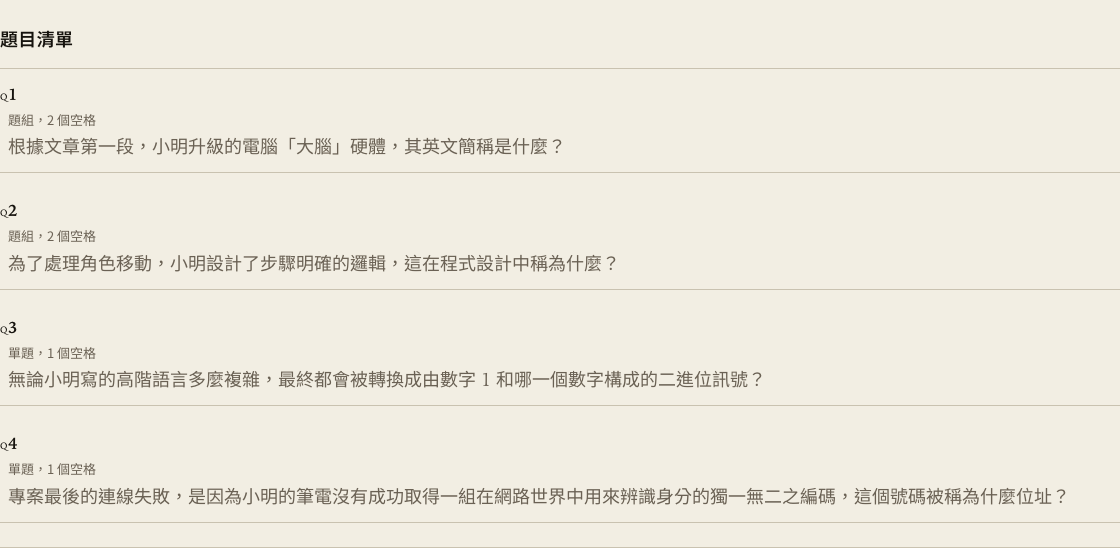 題目清單
Q1
題組，2 個空格
根據文章第一段，小明升級的電腦「大腦」硬體，其英文簡稱是什麼？
Q2
題組，2 個空格
為了處理角色移動，小明設計了步驟明確的邏輯，這在程式設計中稱為什麼？
Q3
單題，1 個空格
無論小明寫的高階語言多麼複雜，最終都會被轉換成由數字 1 和哪一個數字構成的二進位訊號？
Q4
單題，1 個空格
專案最後的連線失敗，是因為小明的筆電沒有成功取得一組在網路世界中用來辨識身分的獨一無二之編碼，這個號碼被稱為什麼位址？